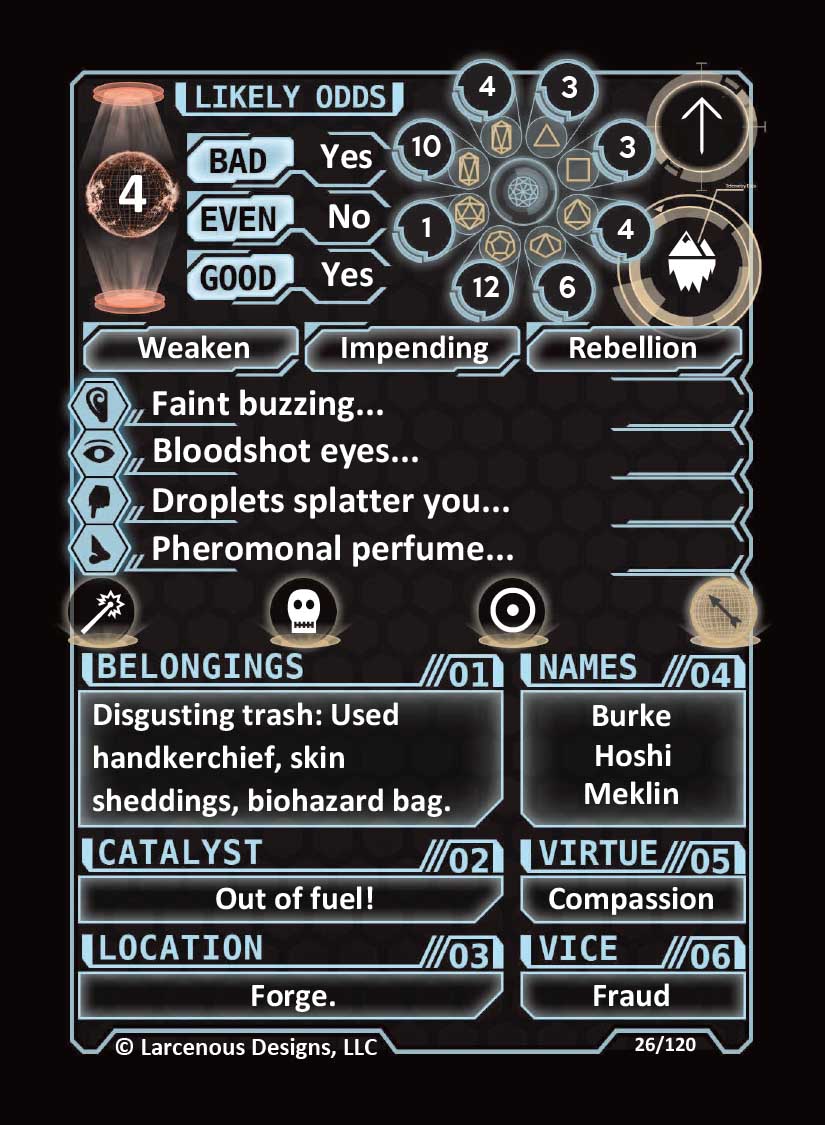 LIKELY ODDS
4
BAD Yes
EVEN No
GOOD Yes
4
3
10
3
1
4
12
6
Telemetry Data
Weaken
Impending
Rebellion
Faint buzzing...
Bloodshot eyes...
Droplets splatter you...
Pheromonal perfume...
BELONGINGS ///01
Disgusting trash: Used
handkerchief, skin
sheddings, biohazard bag.
NAMES ///04
Burke
Hoshi
Meklin
CATALYST ///02
Out of fuel!
VIRTUE ///05
Compassion
LOCATION ///03
Forge.
VICE ///06
Fraud
© Larcenous Designs, LLC
26/120